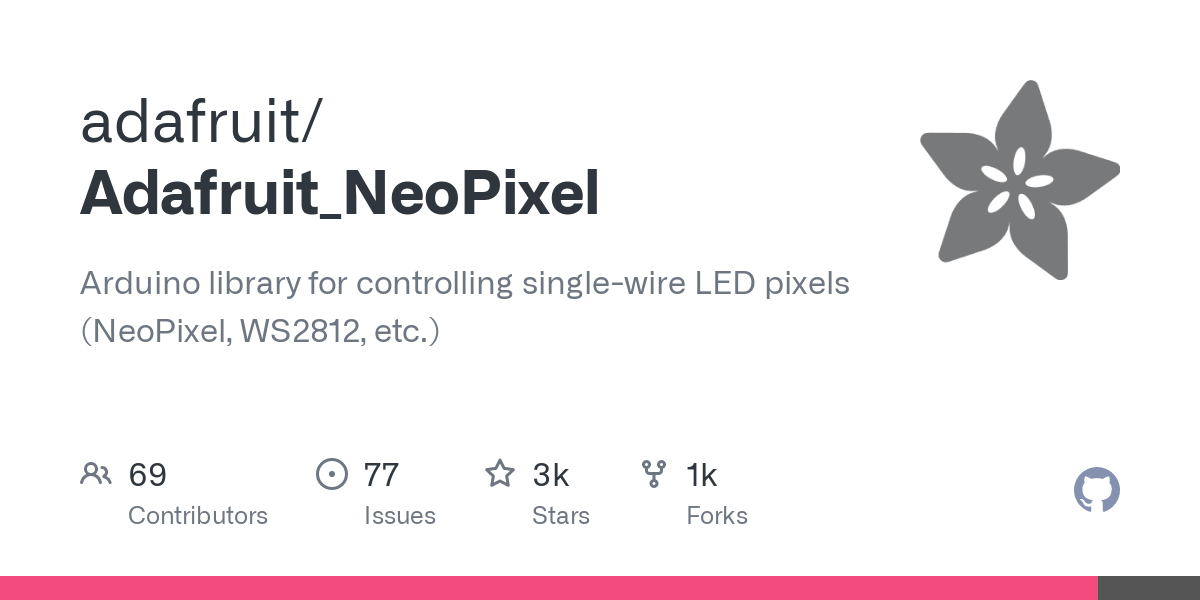 adafruit/
Adafruit_NeoPixel
Arduino library for controlling single-wire LED pixels
(NeoPixel, WS2812, etc.)
69
Contributors
77
Issues
3k
Stars
1k
Forks